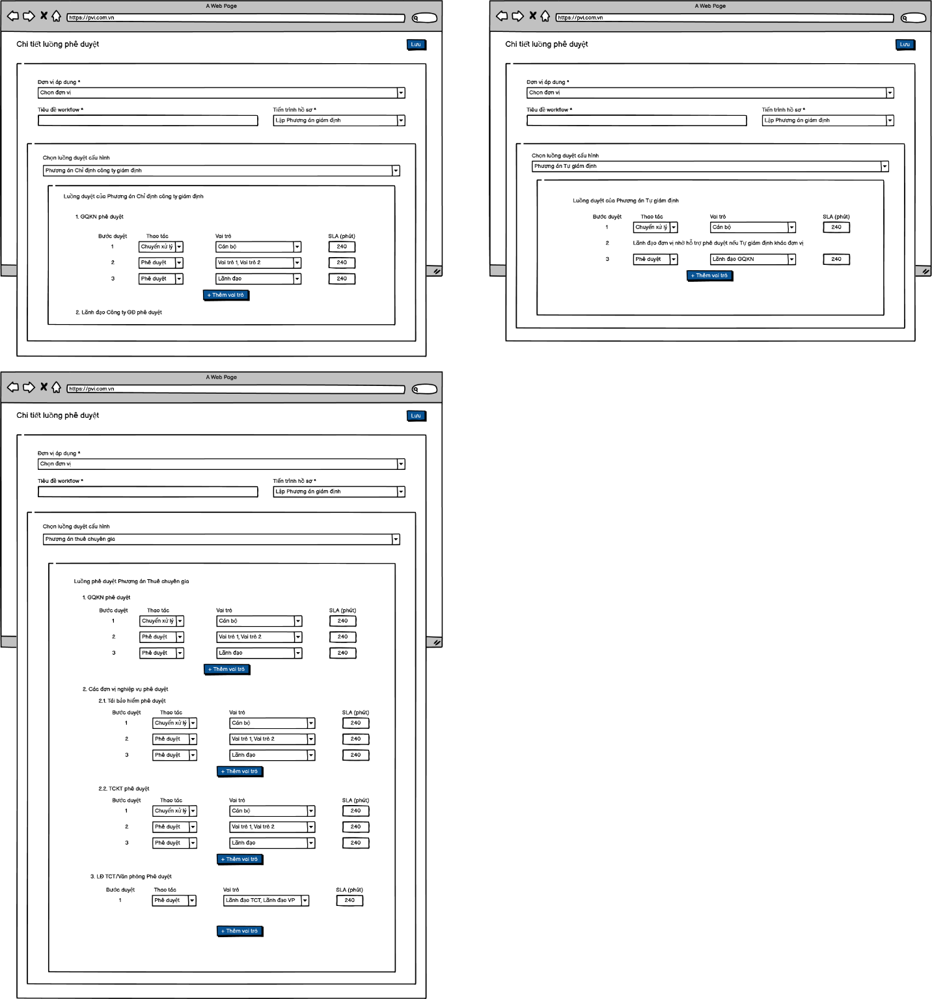 A Web Page
https://pvi.com.vn
Chi tiết luồng phê duyệt
Lưu
Đơn vị áp dụng *
Chọn đơn vị
Tiêu đề workflow *
Tiến trình hồ sơ *
Lập Phương án giám định
Chọn luồng duyệt cấu hình
Phương án Chỉ định công ty giám định
Luồng duyệt của Phương án Chỉ định công ty giám định
1. GQKN phê duyệt
Bước duyệt Thao tác Vai trò SLA (phút)
1 Chuyển xử lý Cán bộ 240
2 Phê duyệt Vai trò 1, Vai trò 2 240
3 Phê duyệt Lãnh đạo 240
+ Thêm vai trò
2. Lãnh đạo Công ty GĐ phê duyệt
A Web Page
https://pvi.com.vn
Chi tiết luồng phê duyệt
Lưu
Đơn vị áp dụng *
Chọn đơn vị
Tiêu đề workflow *
Tiến trình hồ sơ *
Lập Phương án giám định
Chọn luồng duyệt cấu hình
Phương án Tự giám định
Luồng duyệt của Phương án Tự giám định
Bước duyệt Thao tác Vai trò SLA (phút)
1 Chuyển xử lý Cán bộ 240
2 Lãnh đạo đơn vị nhờ hỗ trợ phê duyệt nếu Tự giám định khác đơn vị
3 Phê duyệt Lãnh đạo GQKN 240
+ Thêm vai trò
A Web Page
https://pvi.com.vn
Chi tiết luồng phê duyệt
Lưu
Đơn vị áp dụng *
Chọn đơn vị
Tiêu đề workflow *
Tiến trình hồ sơ *
Lập Phương án giám định
Chọn luồng duyệt cấu hình
Phương án thuê chuyên gia
Luồng phê duyệt Phương án Thuê chuyên gia
1. GQKN phê duyệt
Bước duyệt Thao tác Vai trò SLA (phút)
1 Chuyển xử lý Cán bộ 240
2 Phê duyệt Vai trò 1, Vai trò 2 240
3 Phê duyệt Lãnh đạo 240
+ Thêm vai trò
2. Các đơn vị nghiệp vụ phê duyệt
2.1. Tái bảo hiểm phê duyệt
Bước duyệt Thao tác Vai trò SLA (phút)
1 Chuyển xử lý Cán bộ 240
2 Phê duyệt Vai trò 1, Vai trò 2 240
3 Phê duyệt Lãnh đạo 240
+ Thêm vai trò
2.2. TCKT phê duyệt
Bước duyệt Thao tác Vai trò SLA (phút)
1 Chuyển xử lý Cán bộ 240
2 Phê duyệt Vai trò 1, Vai trò 2 240
3 Phê duyệt Lãnh đạo 240
+ Thêm vai trò
3. LĐ TCT/Văn phòng Phê duyệt
Bước duyệt Thao tác Vai trò SLA (phút)
1 Phê duyệt Lãnh đạo TCT, Lãnh đạo VP 240
+ Thêm vai trò